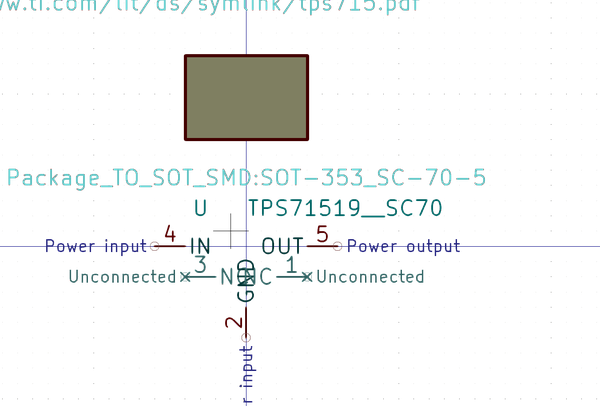 w.ti.com/lit/ds/symlink/tps715.pdf
Package_TO_SOT_SMD:SOT-353_SC-70-5
U TPS71519__SC70
Power input 4 IN OUT 5 Power output
Unconnected 3 NC NC 1 Unconnected
GND
2
r input